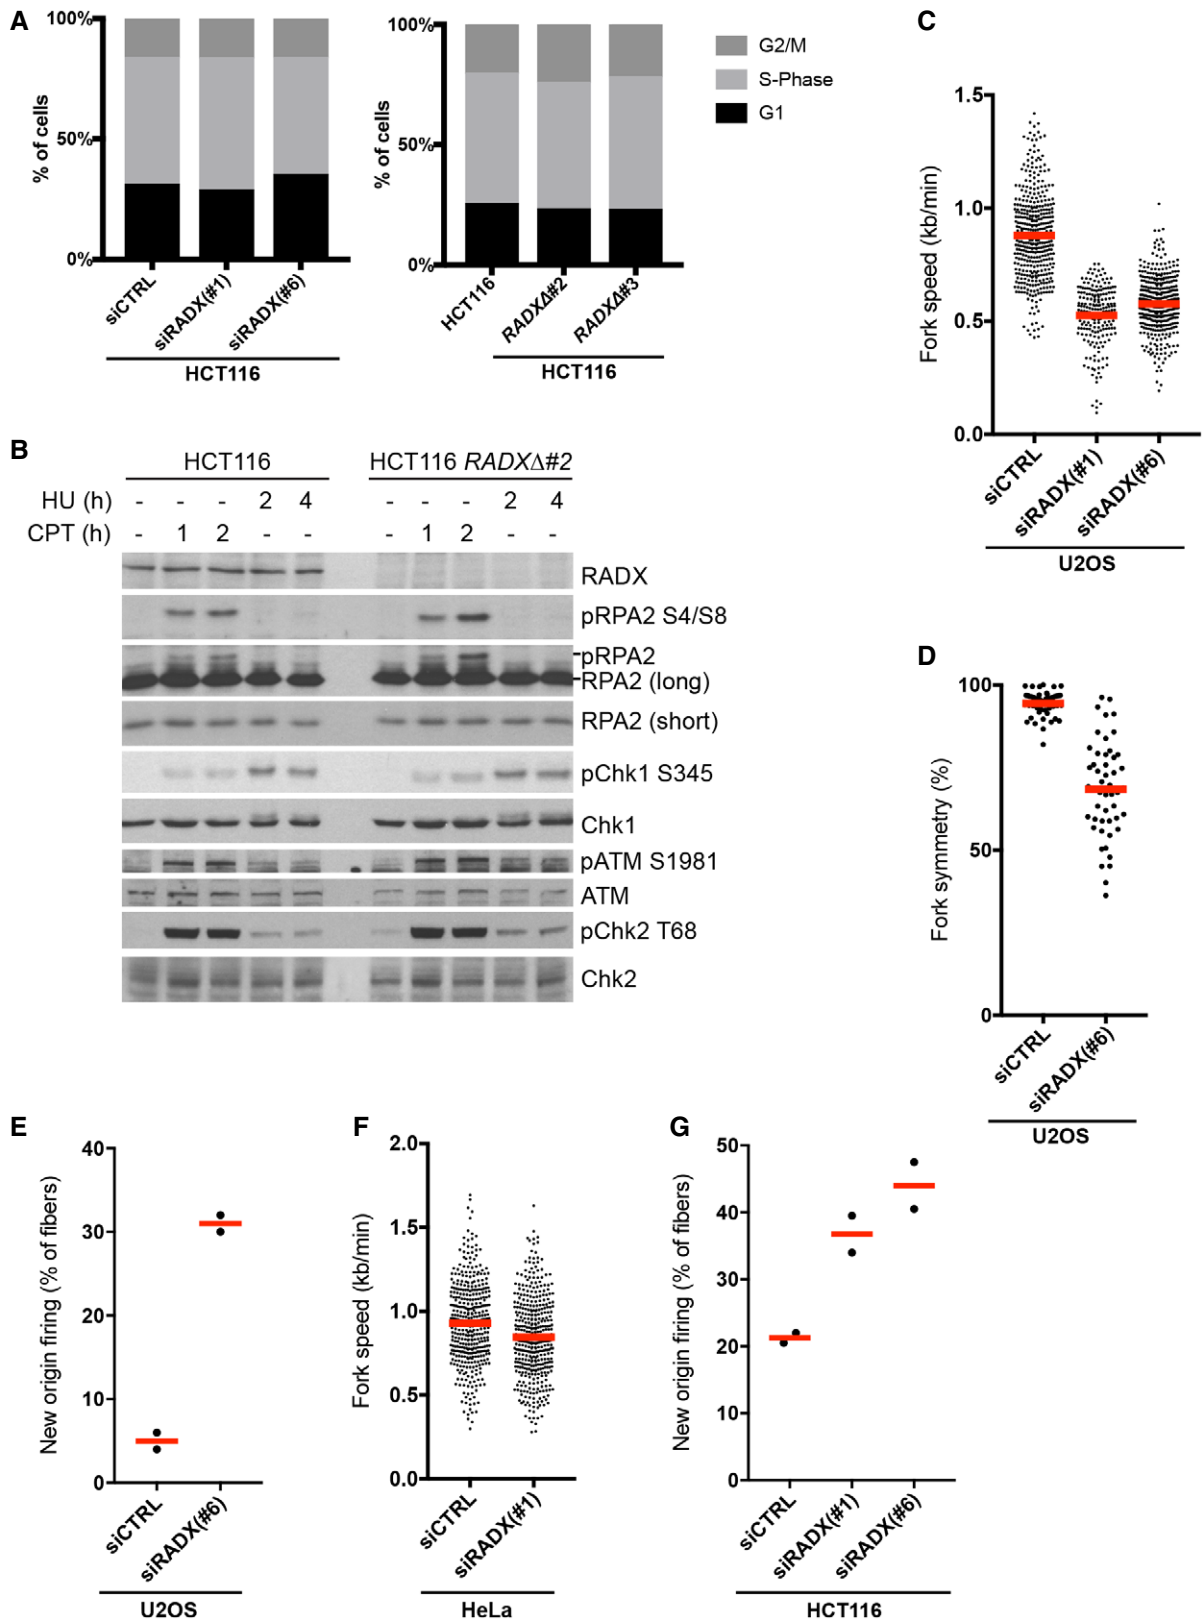 A
100%
50%
0%
% of cells
siCTRL
siRADX(#1)
siRADX(#6)
HCT116
100%
50%
0%
% of cells
HCT116
RADXΔ#2
RADXΔ#3
HCT116
G2/M
S-Phase
G1
C
1.5
1.0
0.5
0.0
Fork speed (kb/min)
siCTRL
siRADX(#1)
siRADX(#6)
U2OS
B
HCT116 HCT116 RADXΔ#2
HU (h) - - - 2 4 - - - 2 4
CPT (h) - 1 2 - - - 1 2 - -
RADX
pRPA2 S4/S8
pRPA2
RPA2 (long)
RPA2 (short)
pChk1 S345
Chk1
pATM S1981
ATM
pChk2 T68
Chk2
D
100
50
0
Fork symmetry (%)
siCTRL
siRADX(#6)
U2OS
E
40
30
20
10
0
New origin firing (% of fibers)
siCTRL
siRADX(#6)
U2OS
F
2.0
1.5
1.0
0.5
0.0
Fork speed (kb/min)
siCTRL
siRADX(#1)
HeLa
G
50
40
30
20
10
0
New origin firing (% of fibers)
siCTRL
siRADX(#1)
siRADX(#6)
HCT116